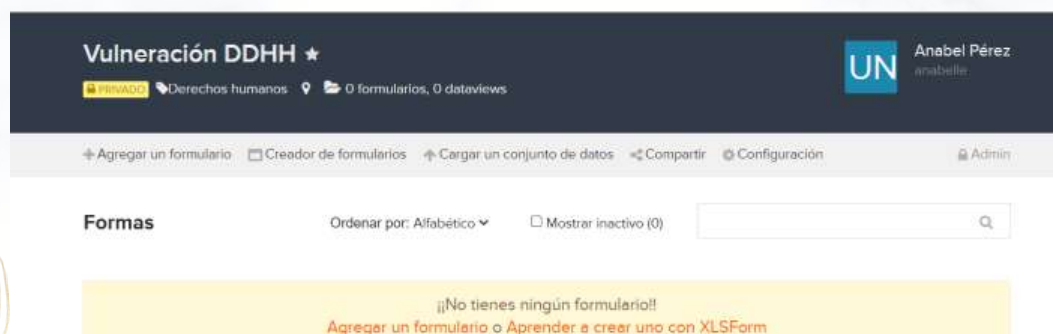 Vulneración DDHH ★
UN
Anabel Pérez
anabelle
PRIVADO Derechos humanos 0 formularios, 0 dataviews
Agregar un formulario Creador de formularios Cargar un conjunto de datos Compartir Configuración Admin
Formas Ordenar por: Alfabético Mostrar inactivo (0)
¡¡No tienes ningún formulario!!
Agregar un formulario o Aprender a crear uno con XLSForm